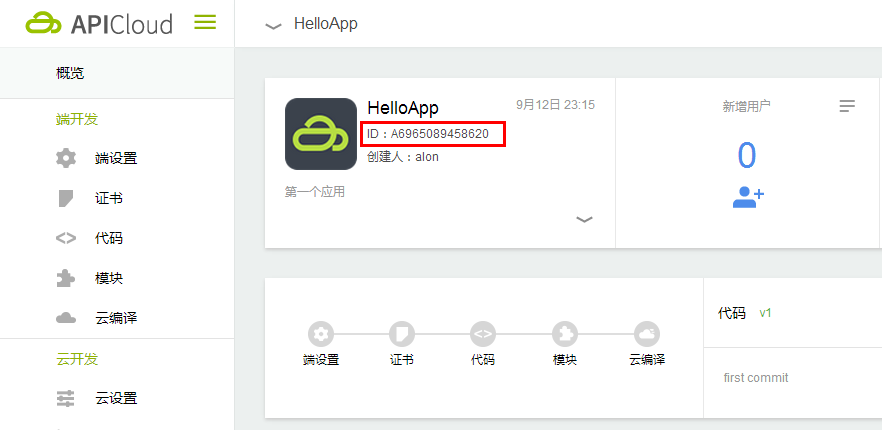 APICloud
HelloApp
概览
端开发
端设置
证书
代码
模块
云编译
云开发
云设置
HelloApp
9月12日 23:15
ID：A6965089458620
创建人：alon
第一个应用
新增用户
0
端设置
证书
代码
模块
云编译
代码 v1
first commit